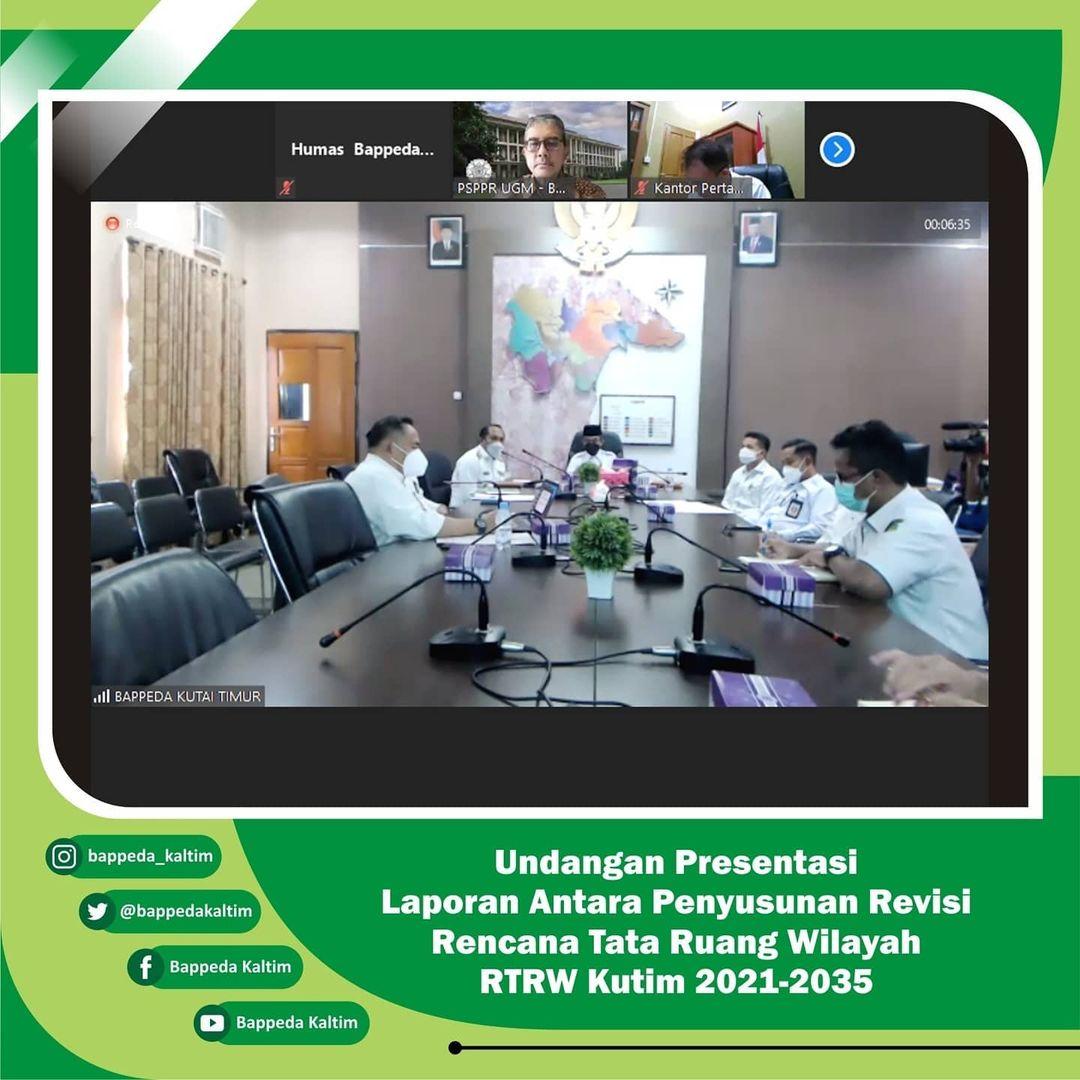 Humas Bappeda...
PSPPR UGM - B...
Kantor Perta...
00:06:35
BAPPEDA KUTAI TIMUR
bappeda_kaltim
@bappedakaltim
Bappeda Kaltim
Bappeda Kaltim
Undangan Presentasi
Laporan Antara Penyusunan Revisi
Rencana Tata Ruang Wilayah
RTRW Kutim 2021-2035